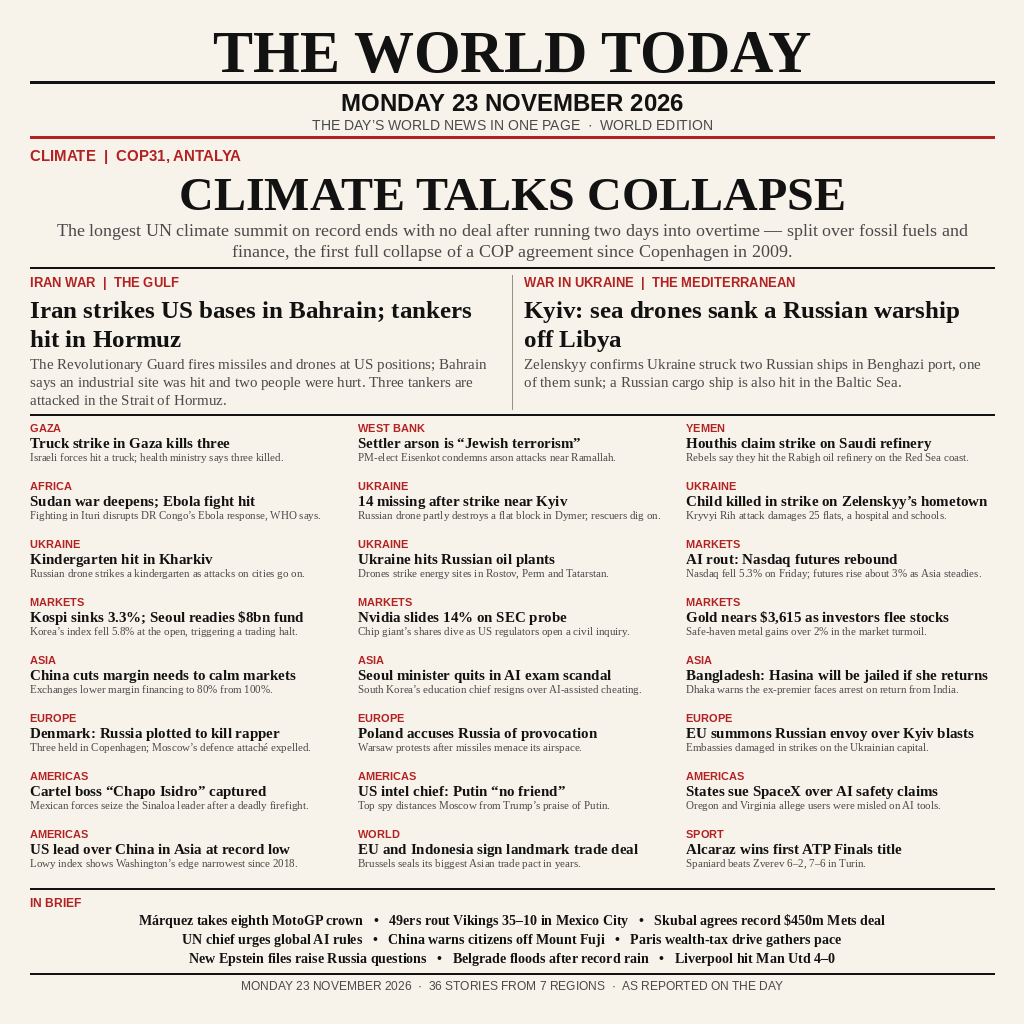 THE WORLD TODAY
MONDAY 23 NOVEMBER 2026
THE DAY’S WORLD NEWS IN ONE PAGE · WORLD EDITION
CLIMATE | COP31, ANTALYA
CLIMATE TALKS COLLAPSE
The longest UN climate summit on record ends with no deal after running two days into overtime — split over fossil fuels and
finance, the first full collapse of a COP agreement since Copenhagen in 2009.
IRAN WAR | THE GULF
Iran strikes US bases in Bahrain; tankers
hit in Hormuz
The Revolutionary Guard fires missiles and drones at US positions; Bahrain
says an industrial site was hit and two people were hurt. Three tankers are
attacked in the Strait of Hormuz.
WAR IN UKRAINE | THE MEDITERRANEAN
Kyiv: sea drones sank a Russian warship
off Libya
Zelenskyy confirms Ukraine struck two Russian ships in Benghazi port, one
of them sunk; a Russian cargo ship is also hit in the Baltic Sea.
GAZA
Truck strike in Gaza kills three
Israeli forces hit a truck; health ministry says three killed.
WEST BANK
Settler arson is “Jewish terrorism”
PM-elect Eisenkot condemns arson attacks near Ramallah.
YEMEN
Houthis claim strike on Saudi refinery
Rebels say they hit the Rabigh oil refinery on the Red Sea coast.
AFRICA
Sudan war deepens; Ebola fight hit
Fighting in Ituri disrupts DR Congo’s Ebola response, WHO says.
UKRAINE
14 missing after strike near Kyiv
Russian drone partly destroys a flat block in Dymer; rescuers dig on.
UKRAINE
Child killed in strike on Zelenskyy’s hometown
Kryvyi Rih attack damages 25 flats, a hospital and schools.
UKRAINE
Kindergarten hit in Kharkiv
Russian drone strikes a kindergarten as attacks on cities go on.
UKRAINE
Ukraine hits Russian oil plants
Drones strike energy sites in Rostov, Perm and Tatarstan.
MARKETS
AI rout: Nasdaq futures rebound
Nasdaq fell 5.3% on Friday; futures rise about 3% as Asia steadies.
MARKETS
Kospi sinks 3.3%; Seoul readies $8bn fund
Korea’s index fell 5.8% at the open, triggering a trading halt.
MARKETS
Nvidia slides 14% on SEC probe
Chip giant’s shares dive as US regulators open a civil inquiry.
MARKETS
Gold nears $3,615 as investors flee stocks
Safe-haven metal gains over 2% in the market turmoil.
ASIA
China cuts margin needs to calm markets
Exchanges lower margin financing to 80% from 100%.
ASIA
Seoul minister quits in AI exam scandal
South Korea’s education chief resigns over AI-assisted cheating.
ASIA
Bangladesh: Hasina will be jailed if she returns
Dhaka warns the ex-premier faces arrest on return from India.
EUROPE
Denmark: Russia plotted to kill rapper
Three held in Copenhagen; Moscow’s defence attaché expelled.
EUROPE
Poland accuses Russia of provocation
Warsaw protests after missiles menace its airspace.
EUROPE
EU summons Russian envoy over Kyiv blasts
Embassies damaged in strikes on the Ukrainian capital.
AMERICAS
Cartel boss “Chapo Isidro” captured
Mexican forces seize the Sinaloa leader after a deadly firefight.
AMERICAS
US intel chief: Putin “no friend”
Top spy distances Moscow from Trump’s praise of Putin.
AMERICAS
States sue SpaceX over AI safety claims
Oregon and Virginia allege users were misled on AI tools.
AMERICAS
US lead over China in Asia at record low
Lowy index shows Washington’s edge narrowest since 2018.
WORLD
EU and Indonesia sign landmark trade deal
Brussels seals its biggest Asian trade pact in years.
SPORT
Alcaraz wins first ATP Finals title
Spaniard beats Zverev 6–2, 7–6 in Turin.
IN BRIEF
Márquez takes eighth MotoGP crown • 49ers rout Vikings 35–10 in Mexico City • Skubal agrees record $450m Mets deal
UN chief urges global AI rules • China warns citizens off Mount Fuji • Paris wealth-tax drive gathers pace
New Epstein files raise Russia questions • Belgrade floods after record rain • Liverpool hit Man Utd 4–0
MONDAY 23 NOVEMBER 2026 · 36 STORIES FROM 7 REGIONS · AS REPORTED ON THE DAY